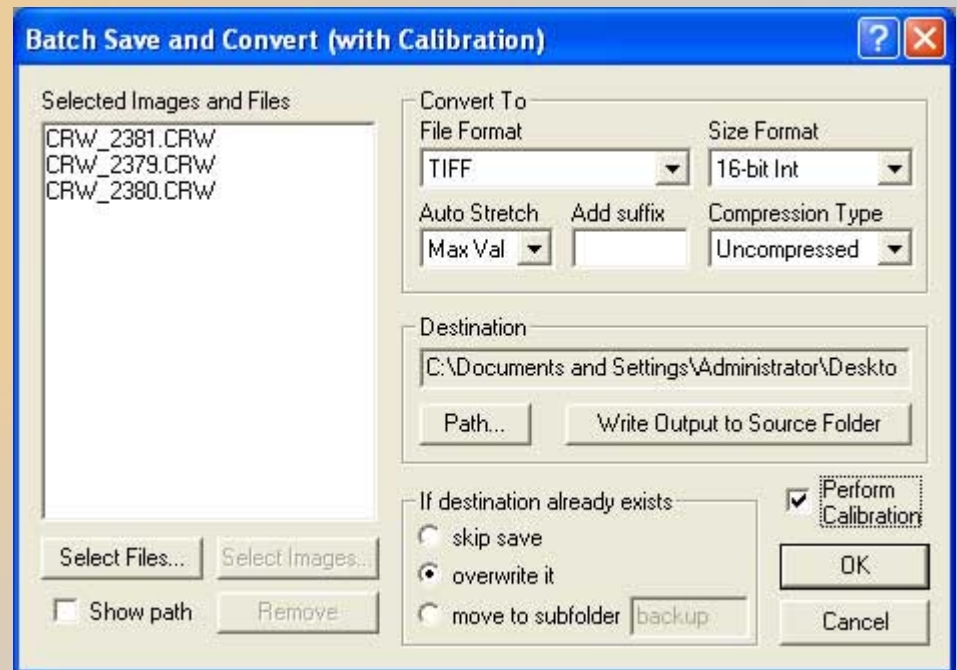 Batch Save and Convert (with Calibration)
Selected Images and Files
CRW_2381.CRW
CRW_2379.CRW
CRW_2380.CRW
Select Files...
Select Images...
Show path
Remove
Convert To
File Format
Size Format
TIFF
16-bit Int
Auto Stretch
Add suffix
Compression Type
Max Val
Uncompressed
Destination
C:\Documents and Settings\Administrator\Deskto
Path...
Write Output to Source Folder
If destination already exists
skip save
overwrite it
move to subfolder
backup
Perform
Calibration
OK
Cancel